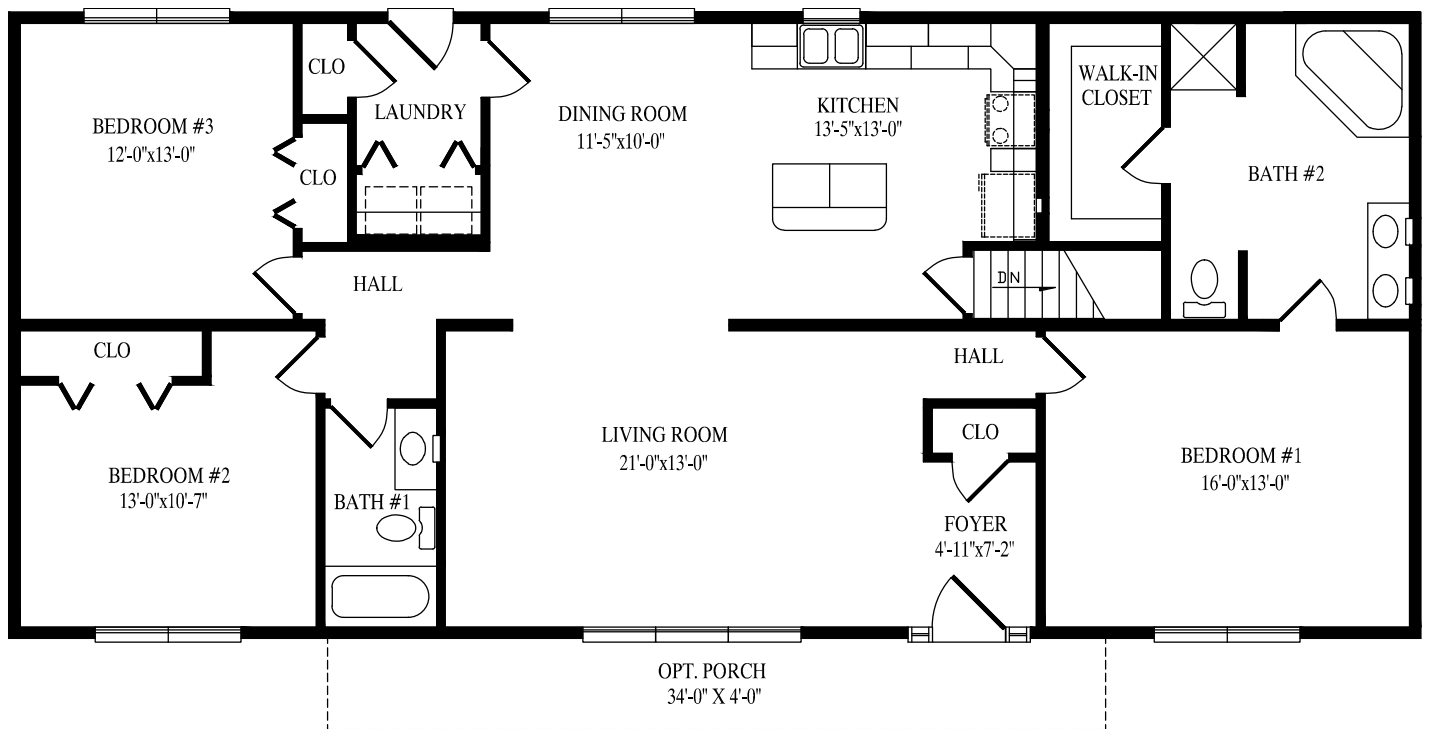 CLO
WALK-IN
CLOSET
LAUNDRY
DINING ROOM
11'-5"x10'-0"
KITCHEN
13'-5"x13'-0"
BEDROOM #3
12'-0"x13'-0"
CLO
BATH #2
HALL
DN
CLO
HALL
LIVING ROOM
21'-0"x13'-0"
CLO
BEDROOM #1
16'-0"x13'-0"
BEDROOM #2
13'-0"x10'-7"
BATH #1
FOYER
4'-11"x7'-2"
OPT. PORCH
34'-0" X 4'-0"